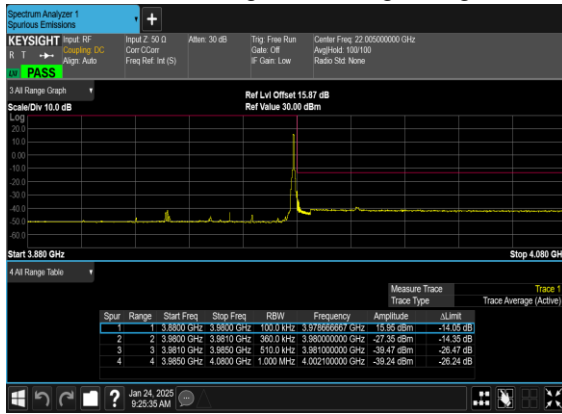 Spectrum Analyzer 1
Spurious Emissions
+
KEYSIGHT Input: RF Input Z: 50 Ω Atten: 30 dB Trig: Free Run Center Freq: 22.005000000 GHz
R T Coupling: DC Corr CCorr Gate: Off Avg|Hold: 100/100
Align: Auto Freq Ref: Int (S) IF Gain: Low Radio Std: None
PASS
3 All Range Graph
Ref Lvl Offset 15.87 dB
Scale/Div 10.0 dB Ref Value 30.00 dBm
Log
20.0
10.0
0.00
-10.0
-20.0
-30.0
-40.0
-50.0
-60.0
Start 3.880 GHz Stop 4.080 GH
4 All Range Table
Measure Trace Trace 1
Trace Type Trace Average (Active)
Spur Range Start Freq Stop Freq RBW Frequency Amplitude ΔLimit
1 1 3.8800 GHz 3.9800 GHz 100.0 kHz 3.978666667 GHz 15.95 dBm -14.05 dB
2 2 3.9800 GHz 3.9810 GHz 360.0 kHz 3.980000000 GHz -27.35 dBm -14.35 dB
3 3 3.9810 GHz 3.9850 GHz 510.0 kHz 3.981000000 GHz -39.47 dBm -26.47 dB
4 4 3.9850 GHz 4.0800 GHz 1.000 MHz 4.002100000 GHz -39.24 dBm -26.24 dB
? Jan 24, 2025
9:25:35 AM